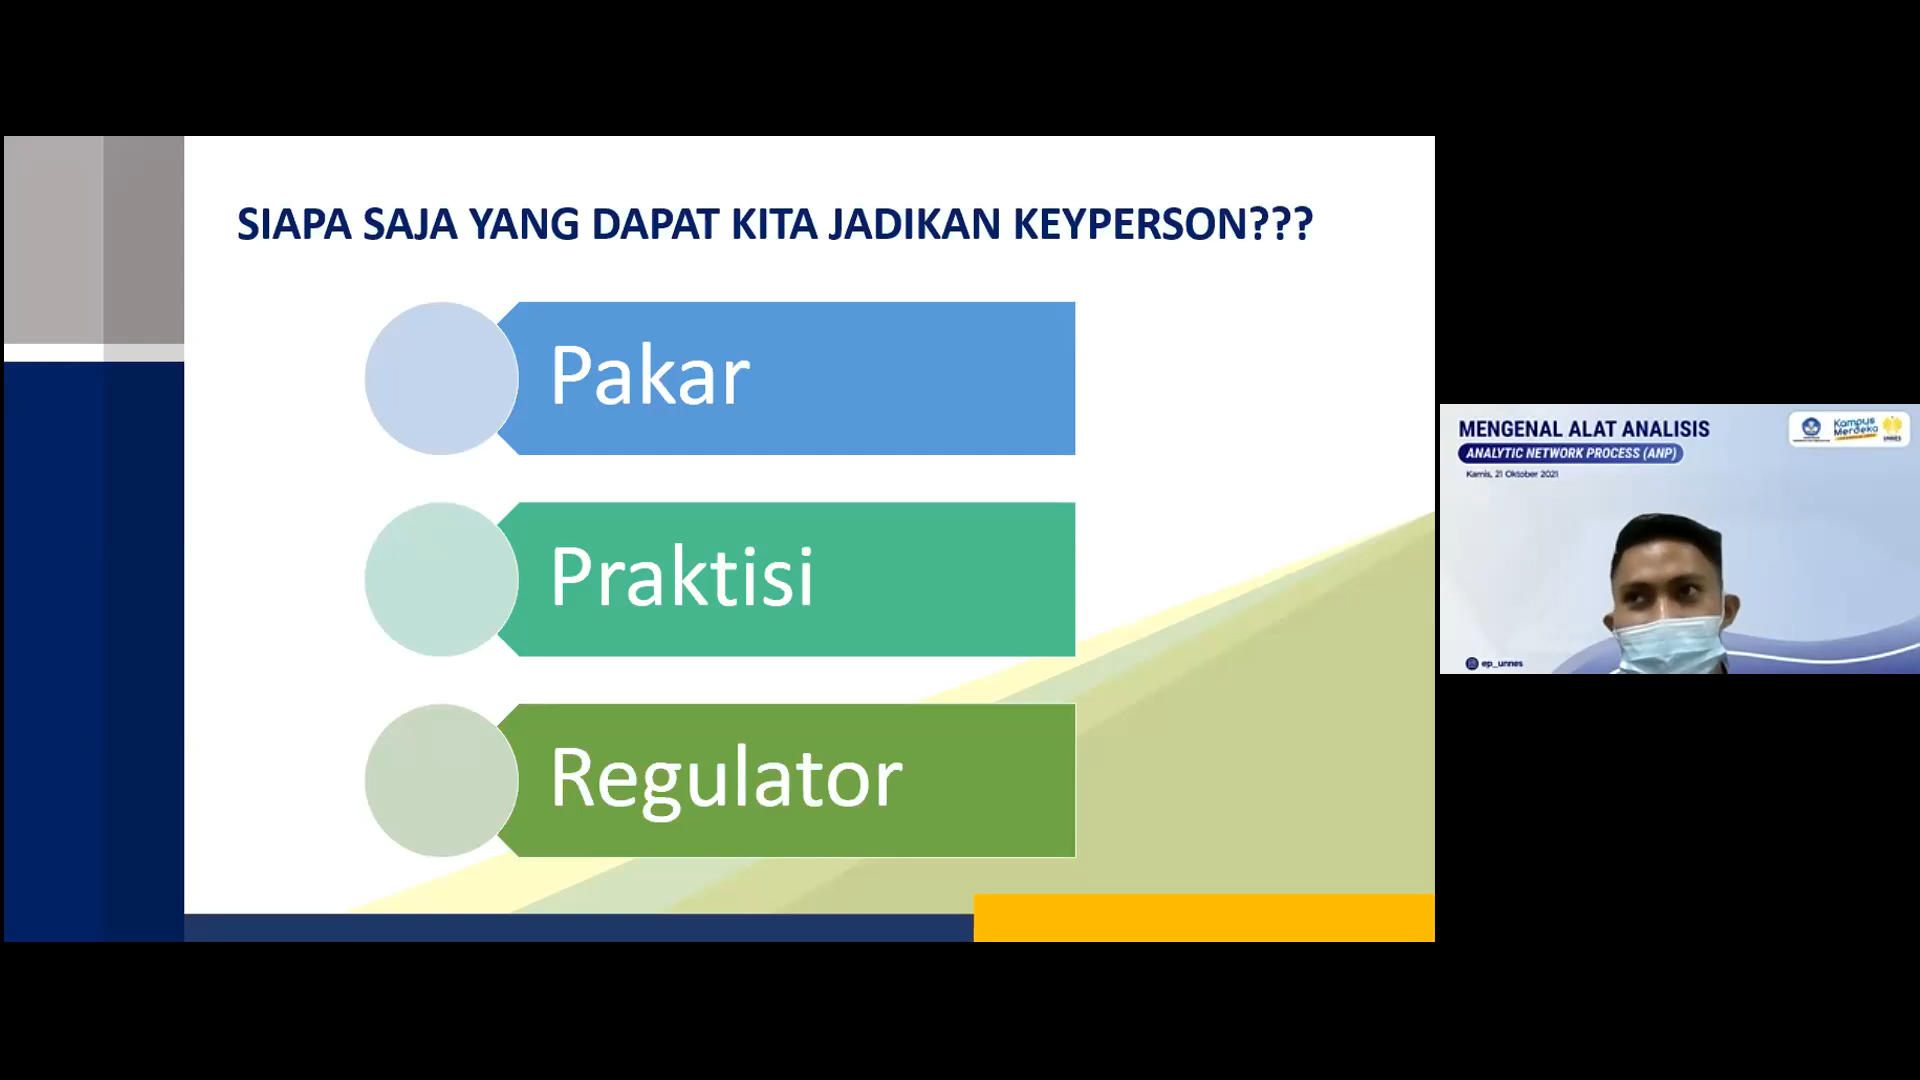 SIAPA SAJA YANG DAPAT KITA JADIKAN KEYPERSON???
Pakar
Praktisi
Regulator
MENGENAL ALAT ANALISIS
ANALYTIC NETWORK PROCESS (ANP)
Kamis, 21 Oktober 2021
Kampus
Merdeka
UNNES
ep_unnes